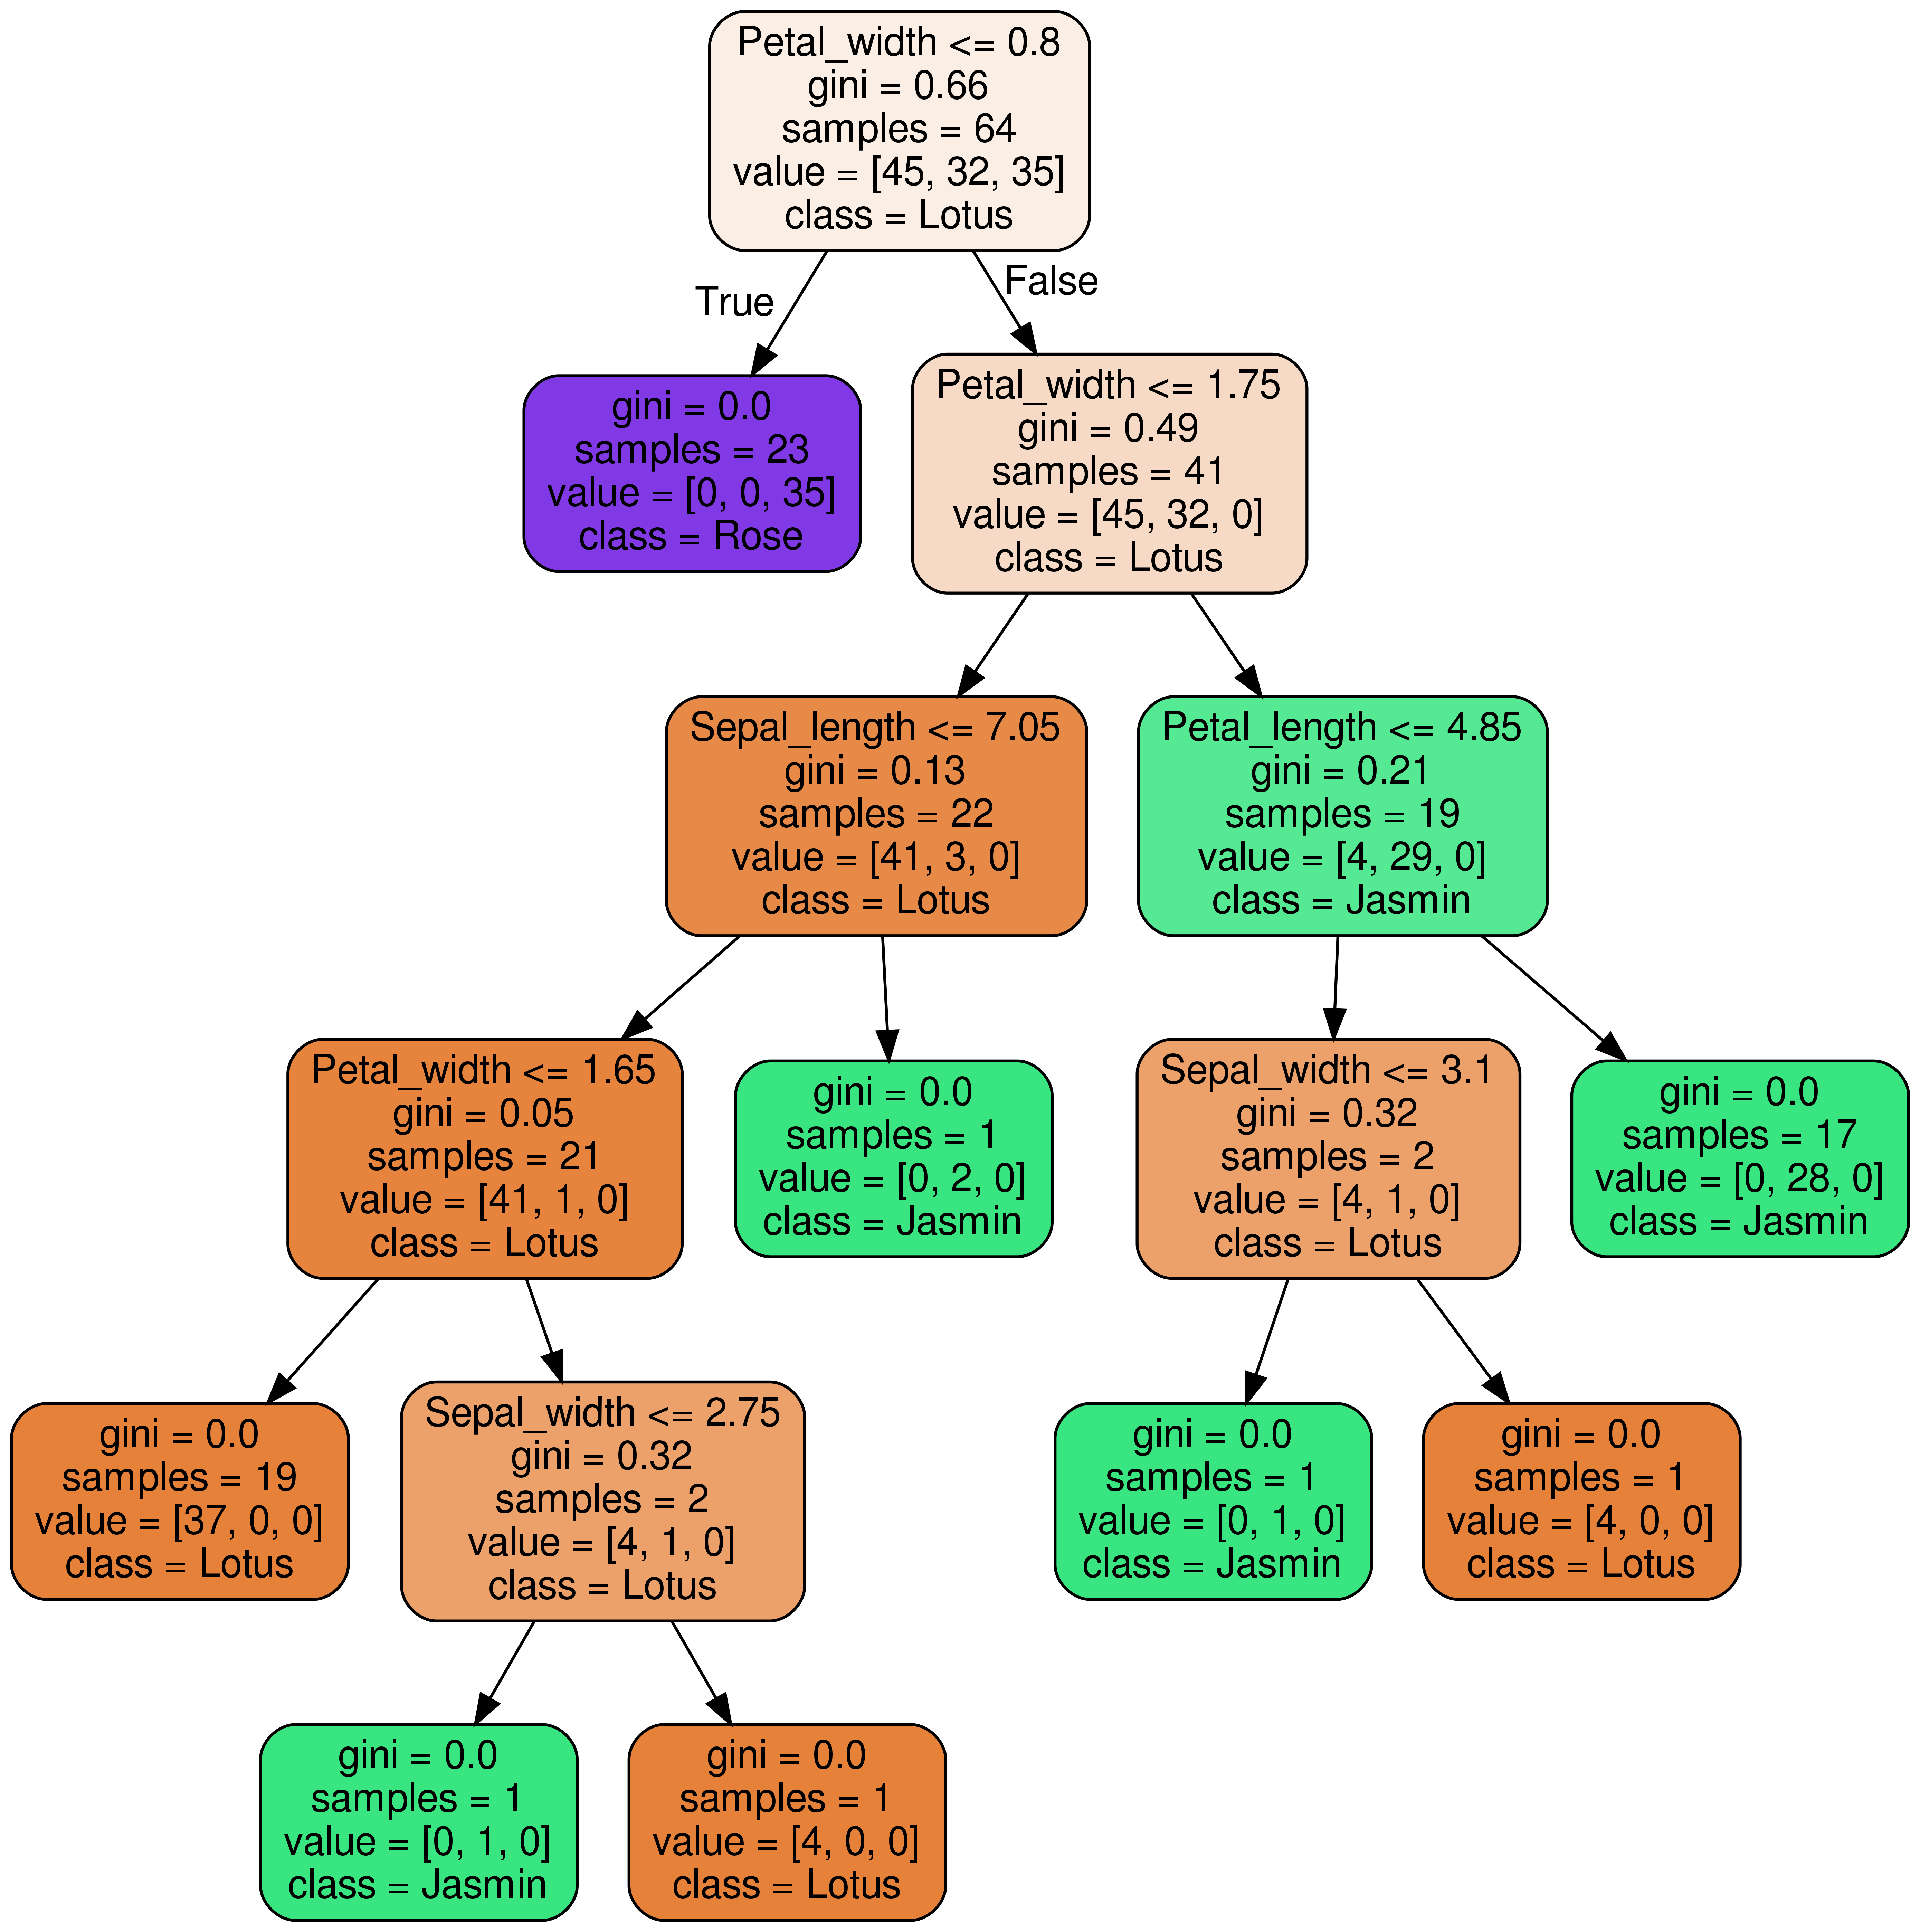 Petal_width <= 0.8
gini = 0.66
samples = 64
value = [45, 32, 35]
class = Lotus
True
False
gini = 0.0
samples = 23
value = [0, 0, 35]
class = Rose
Petal_width <= 1.75
gini = 0.49
samples = 41
value = [45, 32, 0]
class = Lotus
Sepal_length <= 7.05
gini = 0.13
samples = 22
value = [41, 3, 0]
class = Lotus
Petal_length <= 4.85
gini = 0.21
samples = 19
value = [4, 29, 0]
class = Jasmin
Petal_width <= 1.65
gini = 0.05
samples = 21
value = [41, 1, 0]
class = Lotus
gini = 0.0
samples = 1
value = [0, 2, 0]
class = Jasmin
Sepal_width <= 3.1
gini = 0.32
samples = 2
value = [4, 1, 0]
class = Lotus
gini = 0.0
samples = 17
value = [0, 28, 0]
class = Jasmin
gini = 0.0
samples = 19
value = [37, 0, 0]
class = Lotus
Sepal_width <= 2.75
gini = 0.32
samples = 2
value = [4, 1, 0]
class = Lotus
gini = 0.0
samples = 1
value = [0, 1, 0]
class = Jasmin
gini = 0.0
samples = 1
value = [4, 0, 0]
class = Lotus
gini = 0.0
samples = 1
value = [0, 1, 0]
class = Jasmin
gini = 0.0
samples = 1
value = [4, 0, 0]
class = Lotus